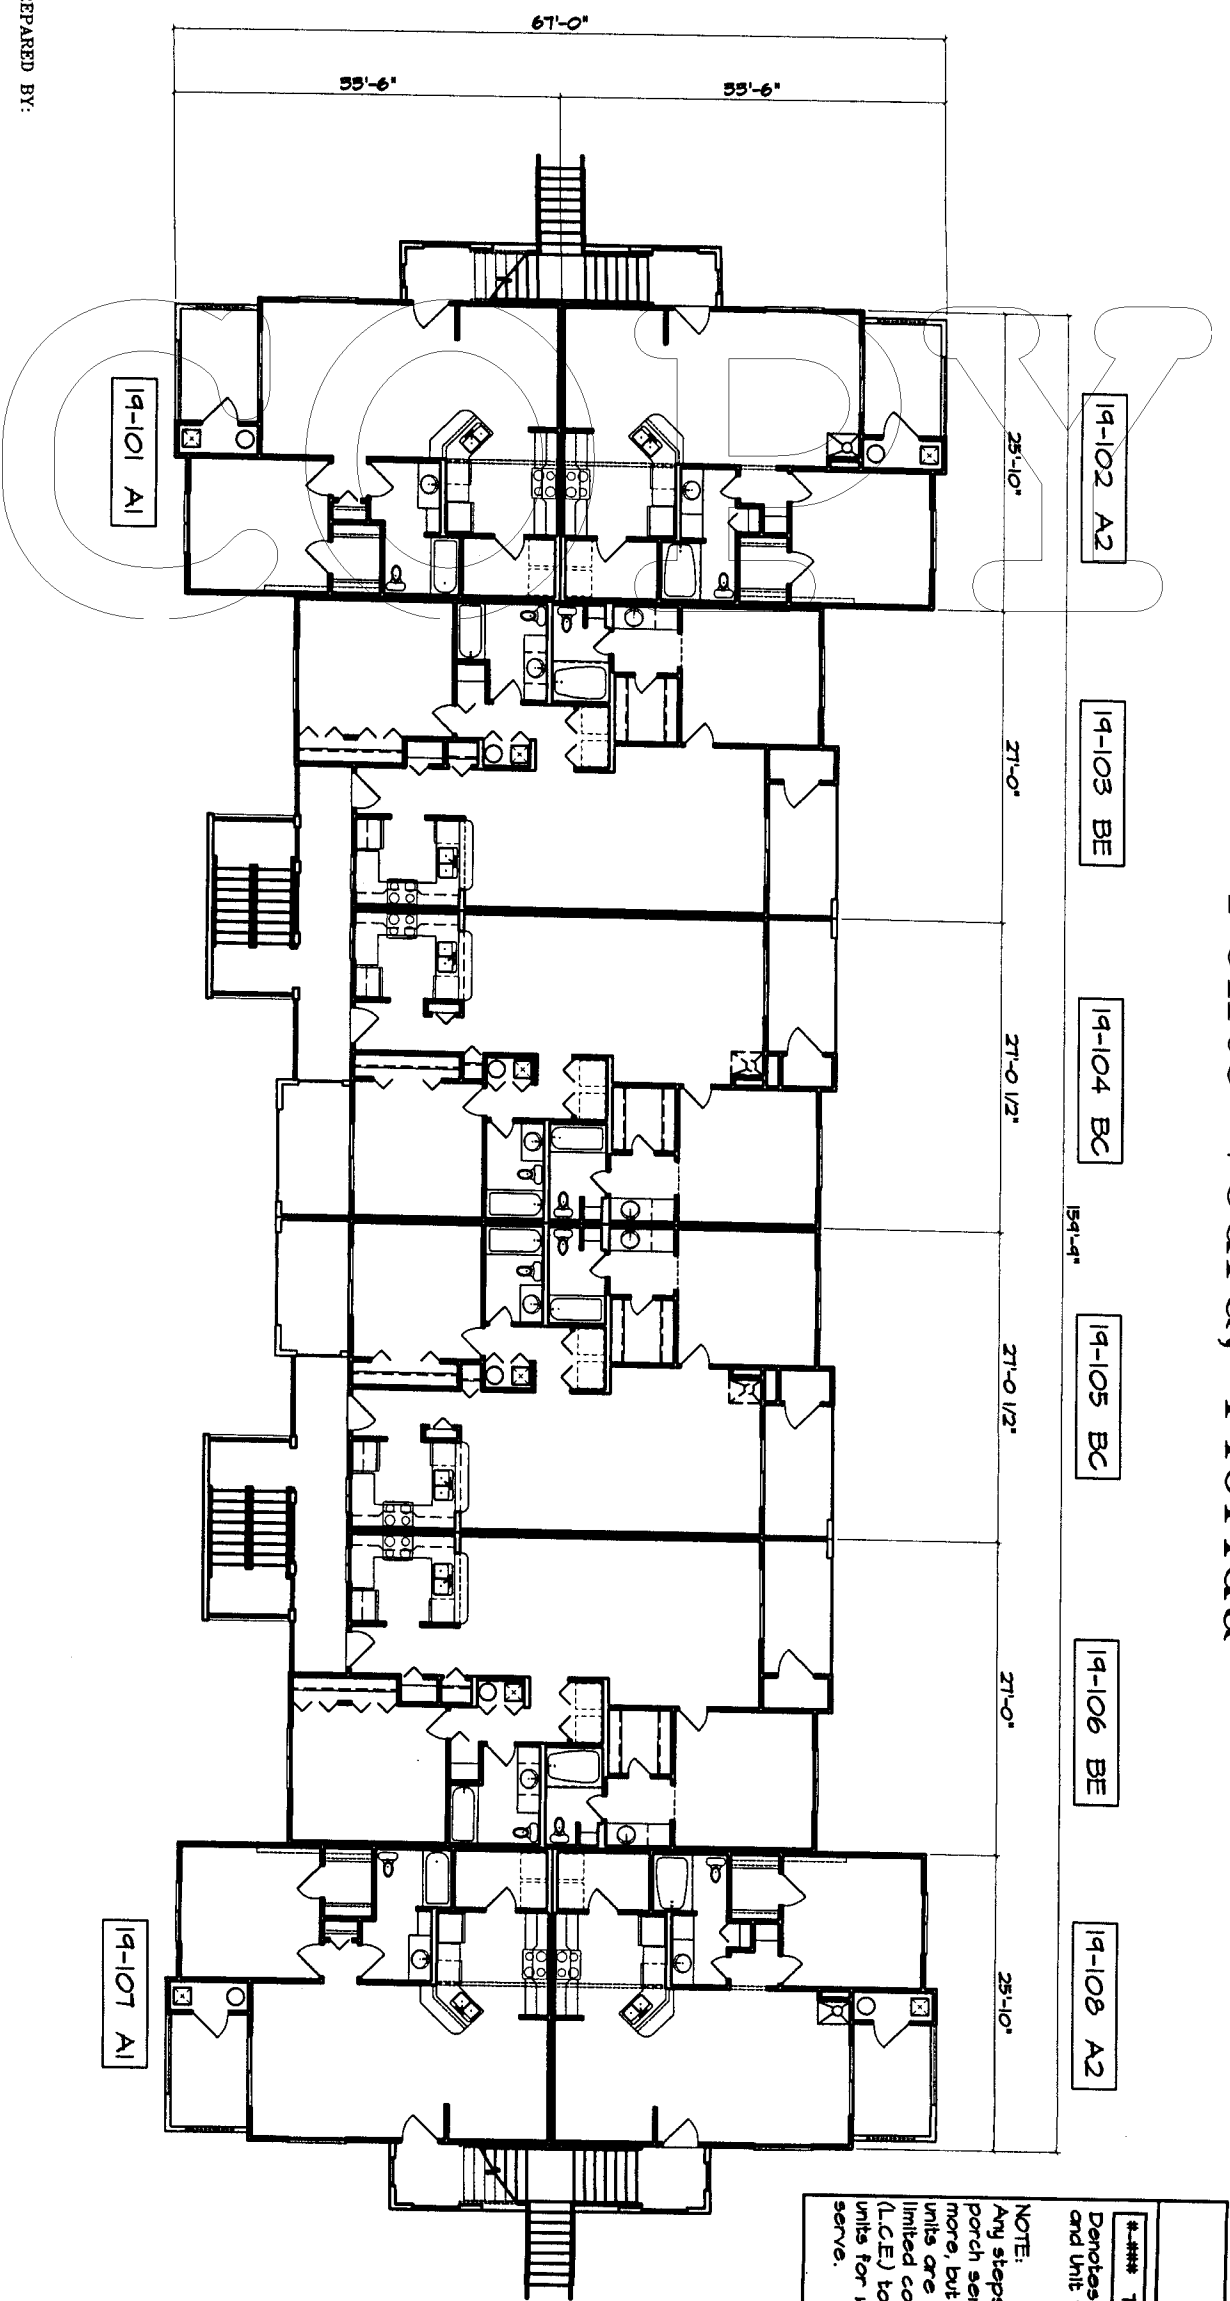 PREPARED BY:
67'-0"
33'-6"
33'-6"
COPY
19-102 A2
19-103 BE
19-104 BC
19-105 BC
19-106 BE
19-108 A2
159'-9"
25'-10"
27'-0"
27'-0 1/2"
27'-0 1/2"
27'-0"
25'-10"
19-101 A1
19-107 A1
#-###
Denotes
and Unit
NOTE:
Any steps
porch ser
more, but
units are
limited co
(L.C.E.) to
units for
serve.